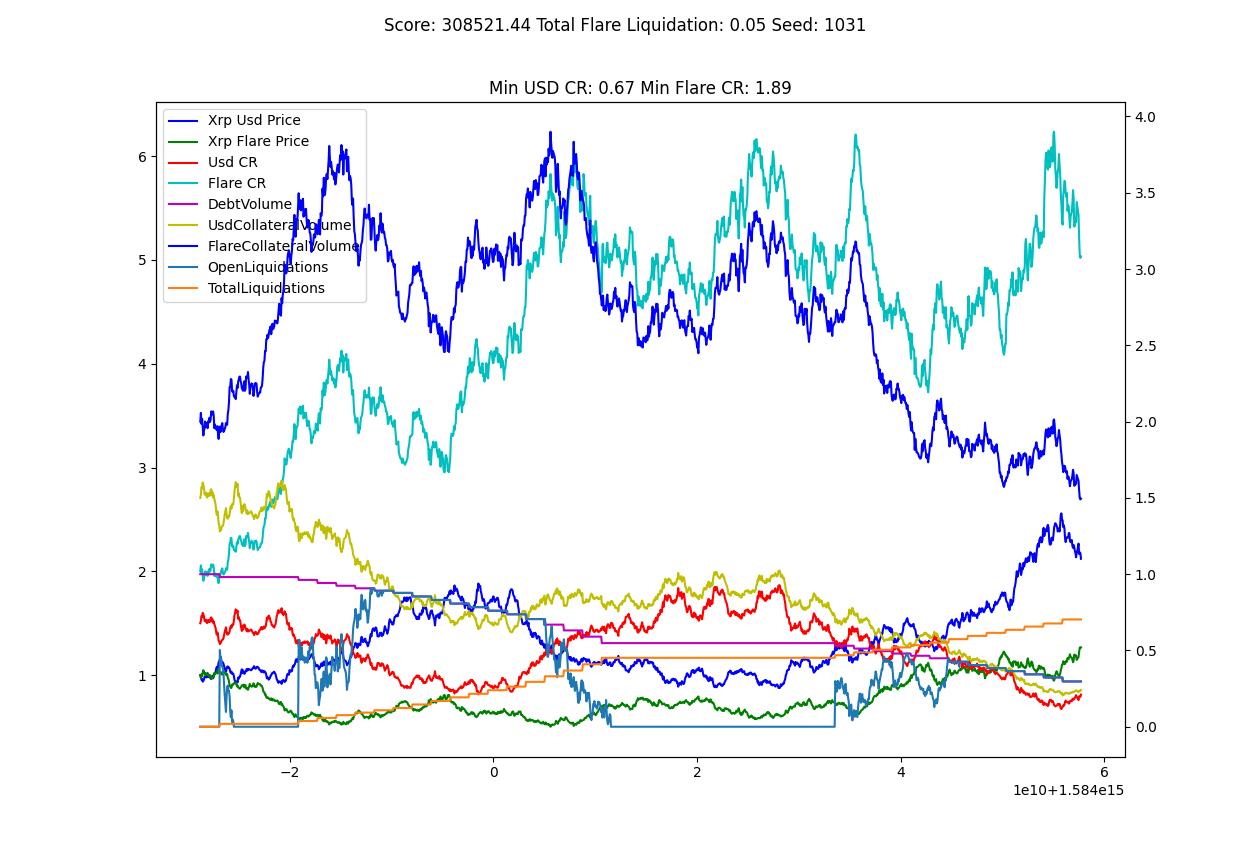 Score: 308521.44 Total Flare Liquidation: 0.05 Seed: 1031
Min USD CR: 0.67 Min Flare CR: 1.89
Xrp Usd Price
Xrp Flare Price
Usd CR
Flare CR
DebtVolume
UsdCollateralVolume
FlareCollateralVolume
OpenLiquidations
TotalLiquidations
6
5
4
3
2
1
4.0
3.5
3.0
2.5
2.0
1.5
1.0
0.5
0.0
−2 0 2 4 6
1e10+1.584e15